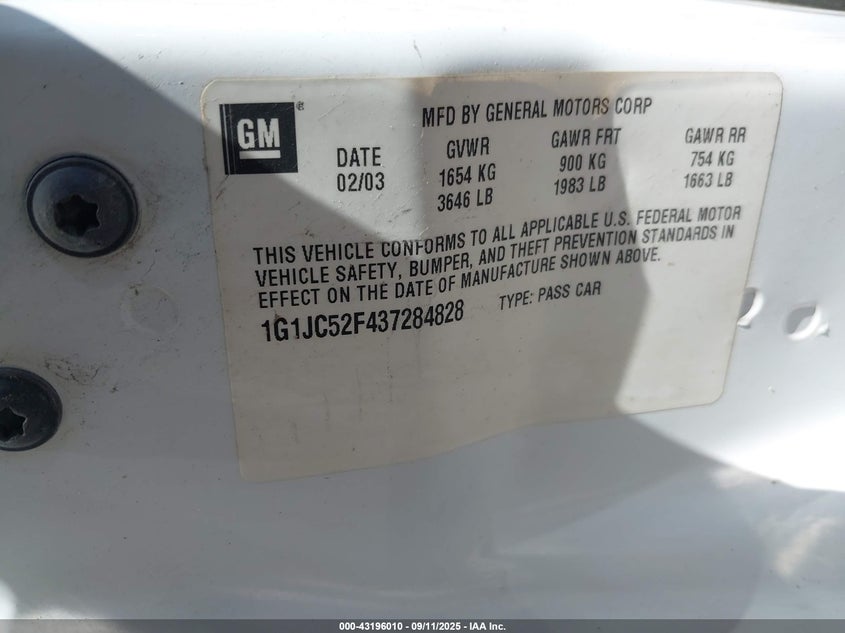 GM®
MFD BY GENERAL MOTORS CORP
DATE GVWR GAWR FRT GAWR RR
02/03 1654 KG 900 KG 754 KG
3646 LB 1983 LB 1663 LB
THIS VEHICLE CONFORMS TO ALL APPLICABLE U.S. FEDERAL MOTOR
VEHICLE SAFETY, BUMPER, AND THEFT PREVENTION STANDARDS IN
EFFECT ON THE DATE OF MANUFACTURE SHOWN ABOVE.
1G1JC52F437284828 TYPE: PASS CAR
000-43196010 - 09/11/2025 - IAA Inc.